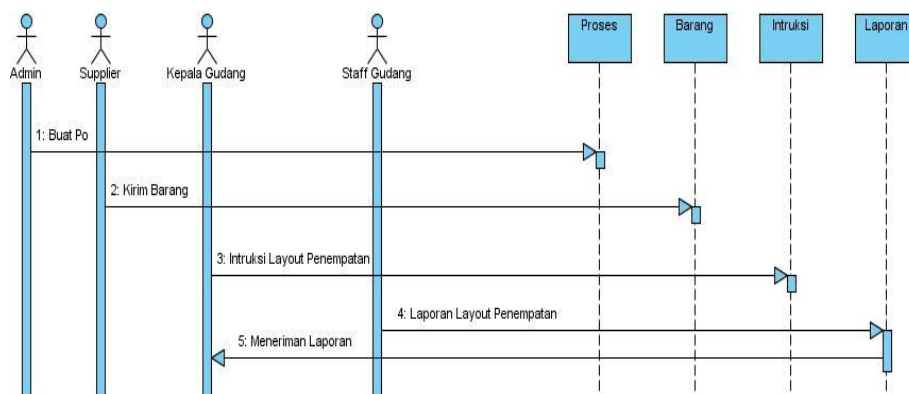 Proses
Barang
Intruksi
Laporan
Admin
Supplier
Kepala Gudang
Staff Gudang
1: Buat Po
2: Kirim Barang
3: Intruksi Layout Penempatan
4: Laporan Layout Penempatan
5: Meneriman Laporan